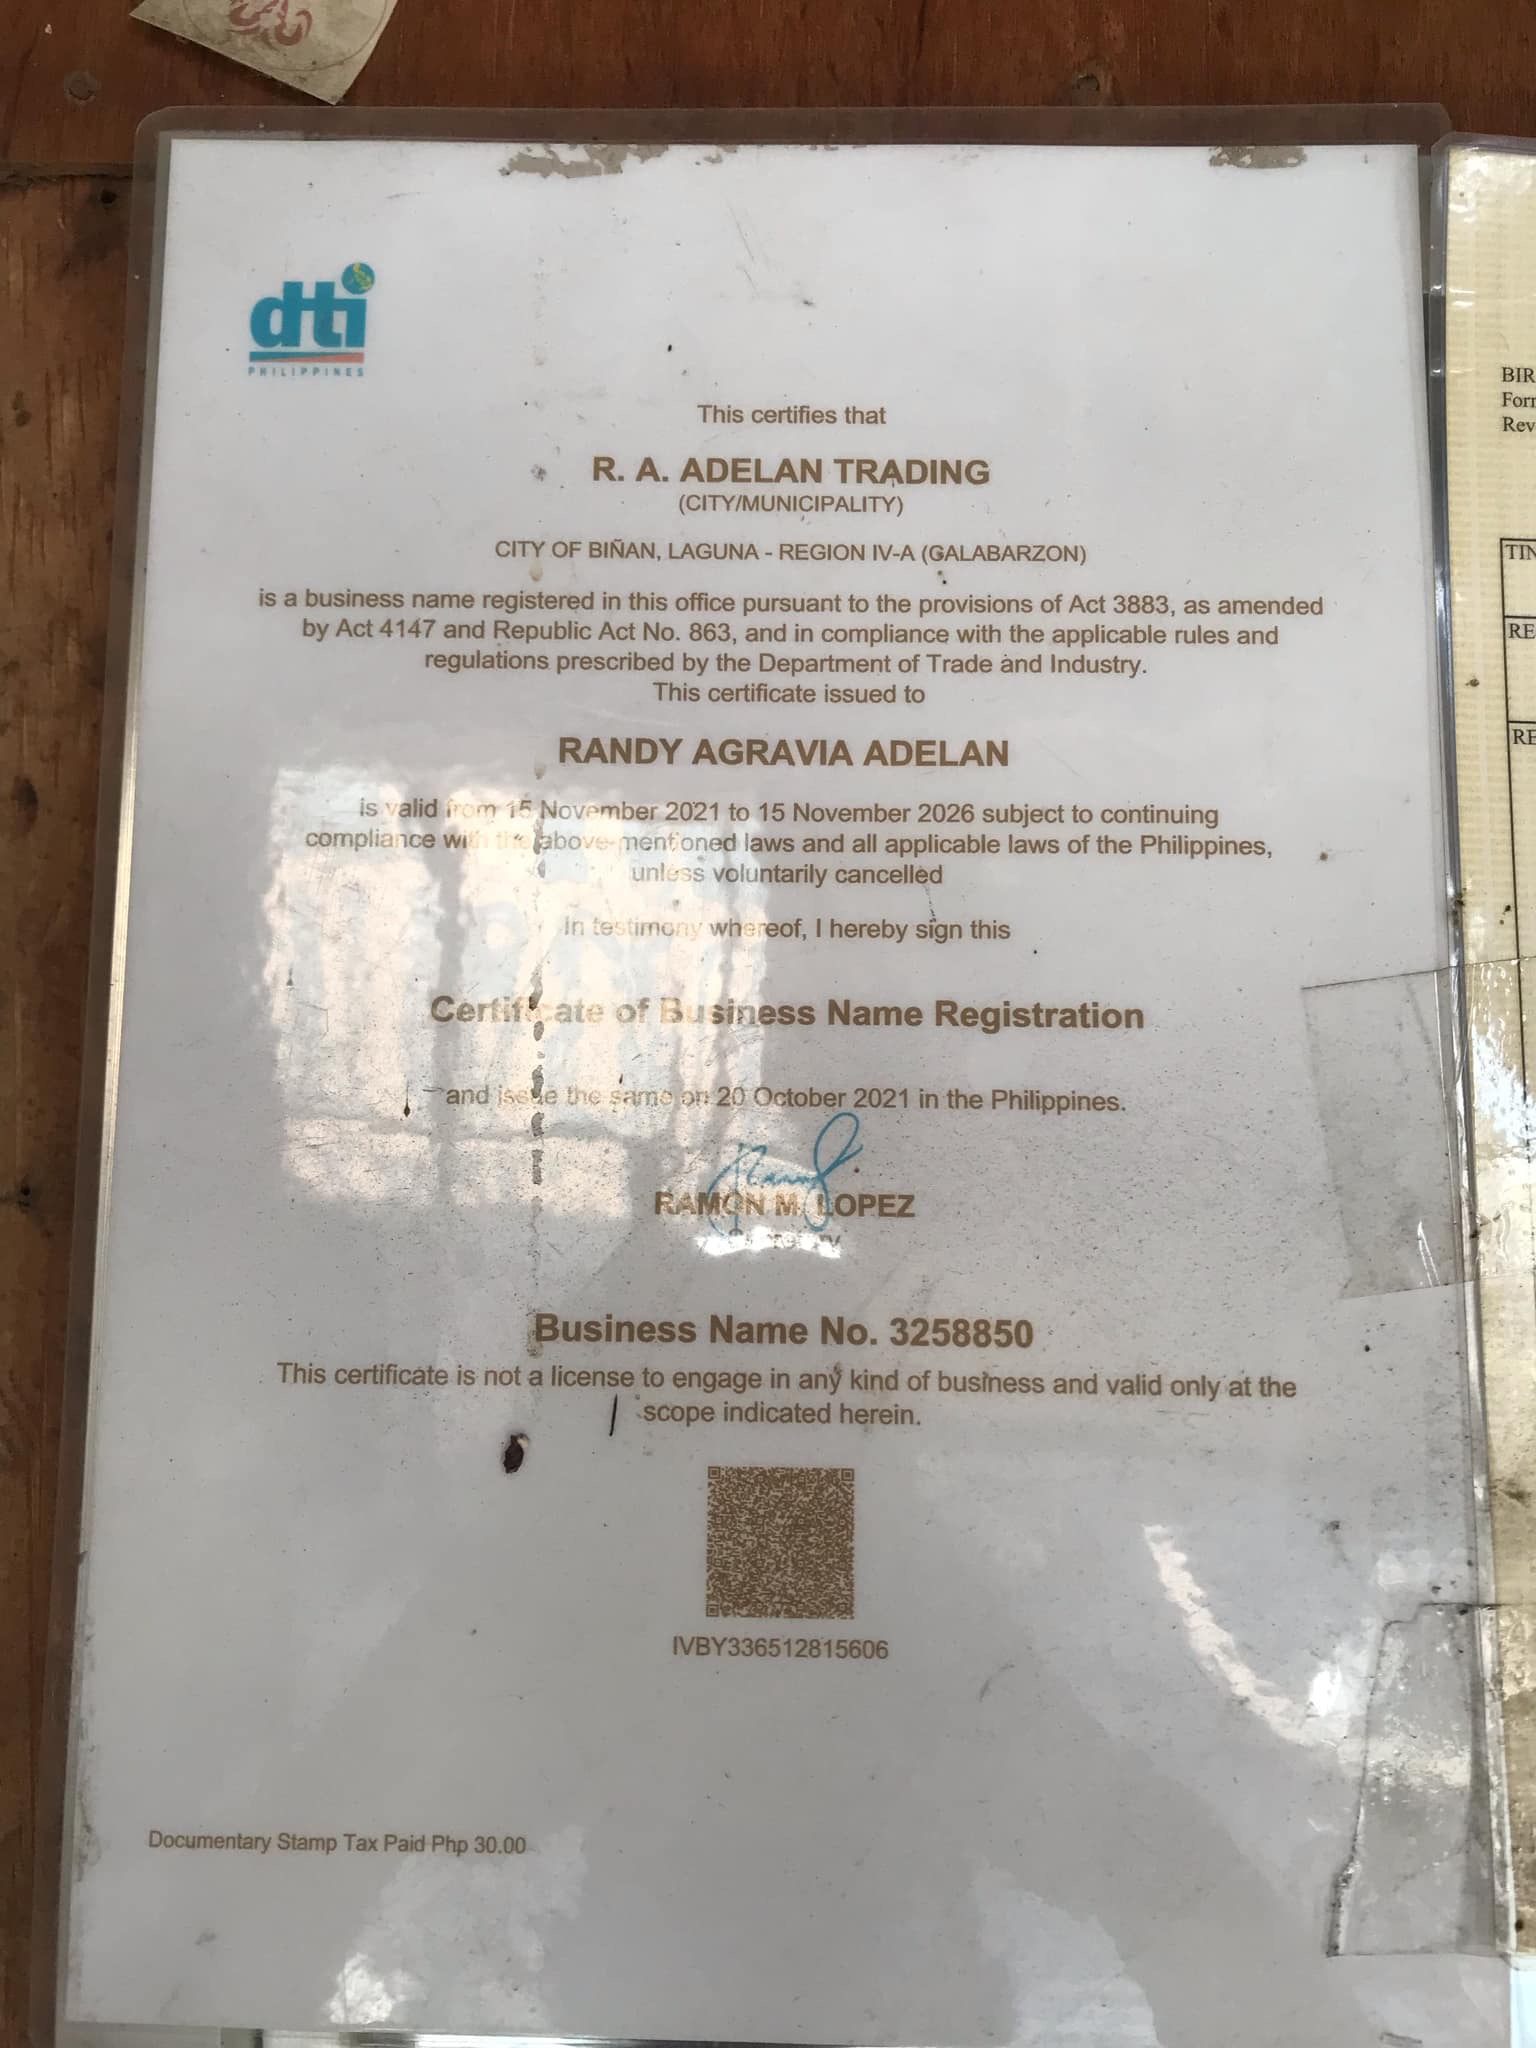 dti
PHILIPPINES
This certifies that
R. A. ADELAN TRADING
(CITY/MUNICIPALITY)
CITY OF BIÑAN, LAGUNA - REGION IV-A (CALABARZON)
is a business name registered in this office pursuant to the provisions of Act 3883, as amended
by Act 4147 and Republic Act No. 863, and in compliance with the applicable rules and
regulations prescribed by the Department of Trade and Industry.
This certificate issued to
RANDY AGRAVIA ADELAN
is valid from 15 November 2021 to 15 November 2026 subject to continuing
compliance with the above-mentioned laws and all applicable laws of the Philippines,
unless voluntarily cancelled
In testimony whereof, I hereby sign this
Certificate of Business Name Registration
and issue the same on 20 October 2021 in the Philippines.
RAMON M. LOPEZ
Business Name No. 3258850
This certificate is not a license to engage in any kind of business and valid only at the
scope indicated herein.
IVBY336512815606
Documentary Stamp Tax Paid Php 30.00
BIR
Rev
TIN
RE
RE